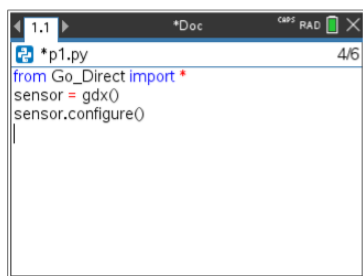 1.1 *Doc CAPS RAD
*p1.py 4/6
from Go_Direct import *
sensor = gdx()
sensor.configure()